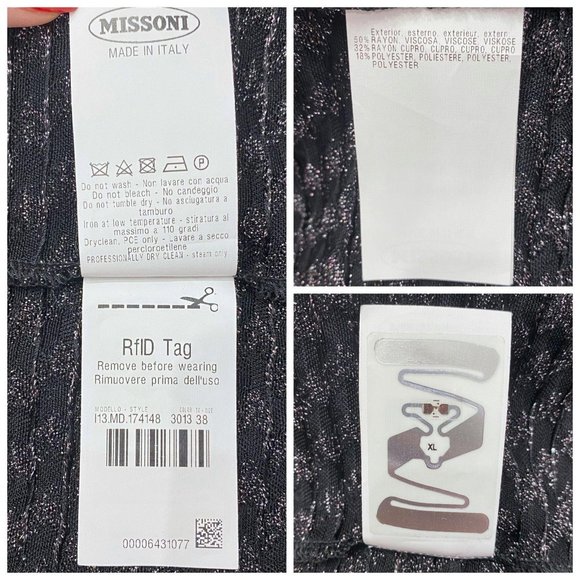 MISSONI
MADE IN ITALY
Do not wash - Non lavare con acqua
Do not bleach - No candeggio
Do not tumble dry - No asciugatura a
tamburo
Iron at low temperature - stiratura al
massimo a 110 gradi
Dryclean, PCE only - Lavare a secco
percloroetilene
PROFESSIONALLY DRY CLEAN - steam only
RfID Tag
Remove before wearing
Rimuovere prima dell'uso
MODELLO - STYLE
I13.MD.174148 3013 38
00006431077
Exterior, esterno, exterieur, extern
50% RAYON, VISCOSA, VISCOSE, VISKOSE
32% RAYON CUPRO, CUPRO, CUPRO, CUPRO
18% POLYESTER, POLIESTERE, POLYESTER,
POLYESTER
XL